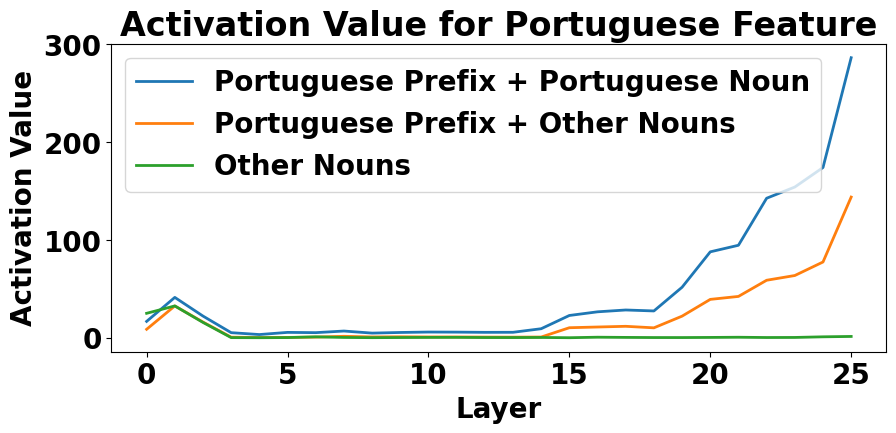 Activation Value for Portuguese Feature
300
200
100
0
Activation Value
Portuguese Prefix + Portuguese Noun
Portuguese Prefix + Other Nouns
Other Nouns
0 5 10 15 20 25
Layer